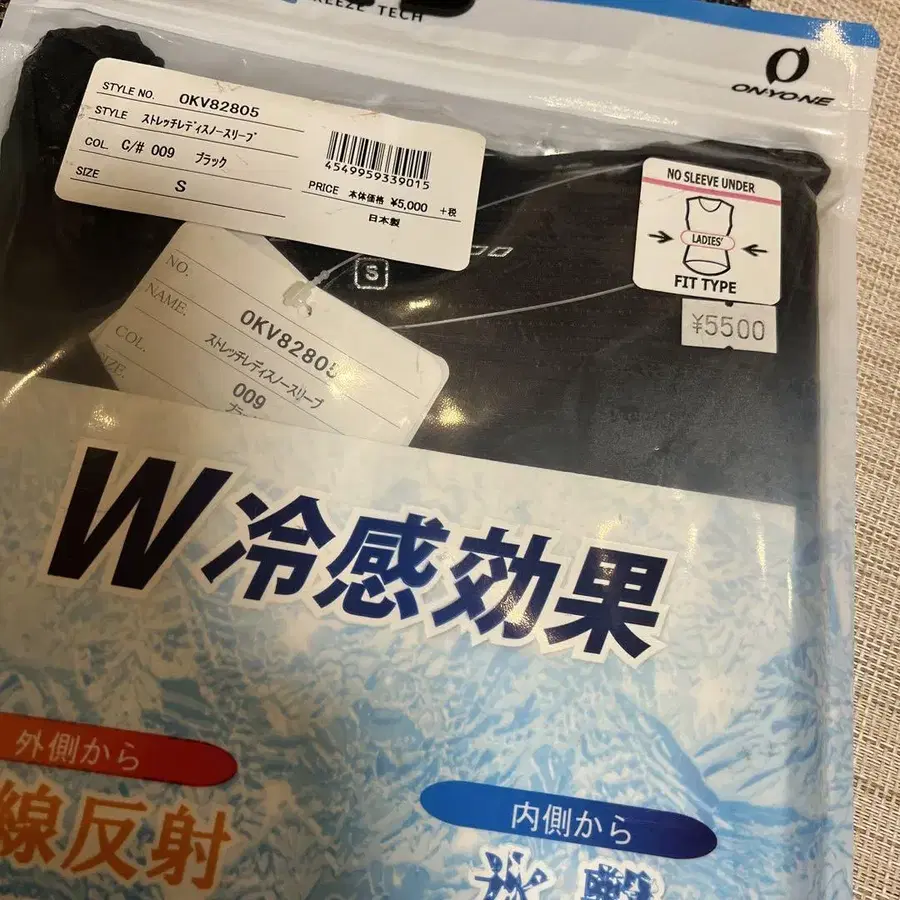 TECH
ONYONE
STYLE NO. OKV82805
STYLE ストレッチレディスノースリーブ
COL. C/# 009 ブラック
SIZE S
4549959339015
PRICE 本体価格 ¥5,000 +税
日本製
NO SLEEVE UNDER
LADIES'
FIT TYPE
¥5500
S
NO. OKV82805
NAME. ストレッチレディスノースリーブ
COL. 009
W冷感効果
外側から
線反射
内側から